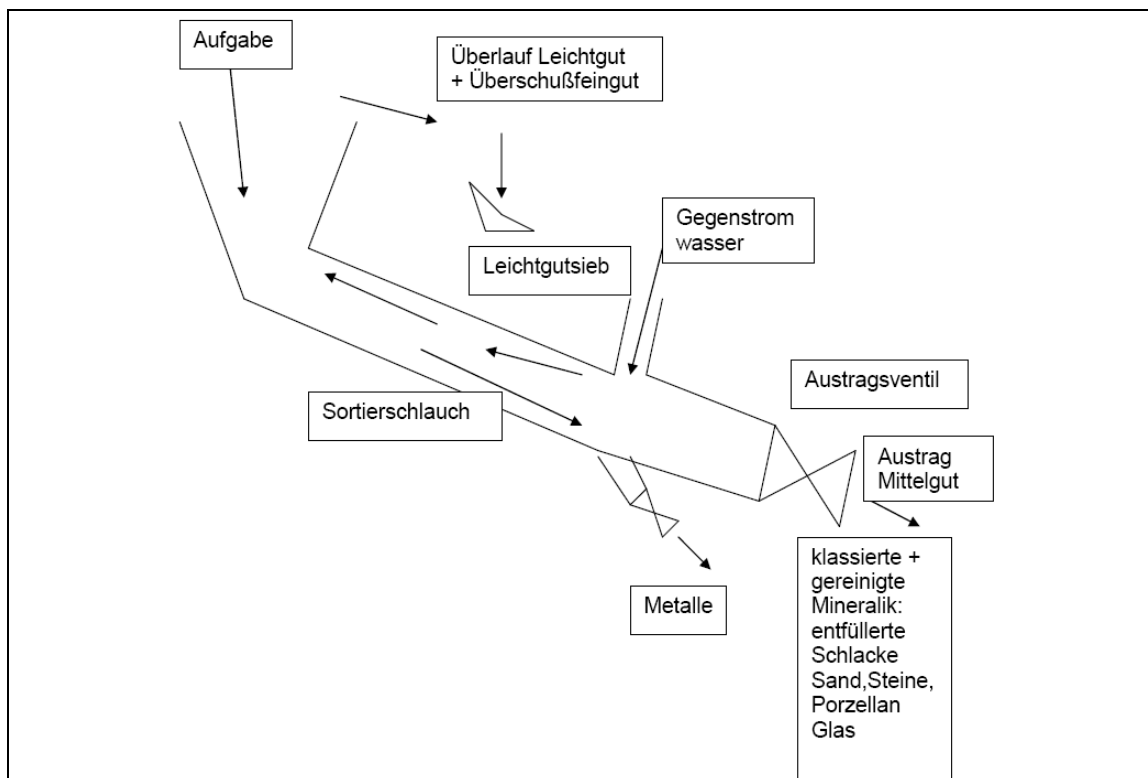 Aufgabe
Überlauf Leichtgut
+ Überschußfeingut
Gegenstrom
wasser
Leichtgutsieb
Austragsventil
Sortierschlauch
Austrag
Mittelgut
klassierte +
gereinigte
Mineralik:
entfüllerte
Schlacke
Sand,Steine,
Porzellan
Glas
Metalle